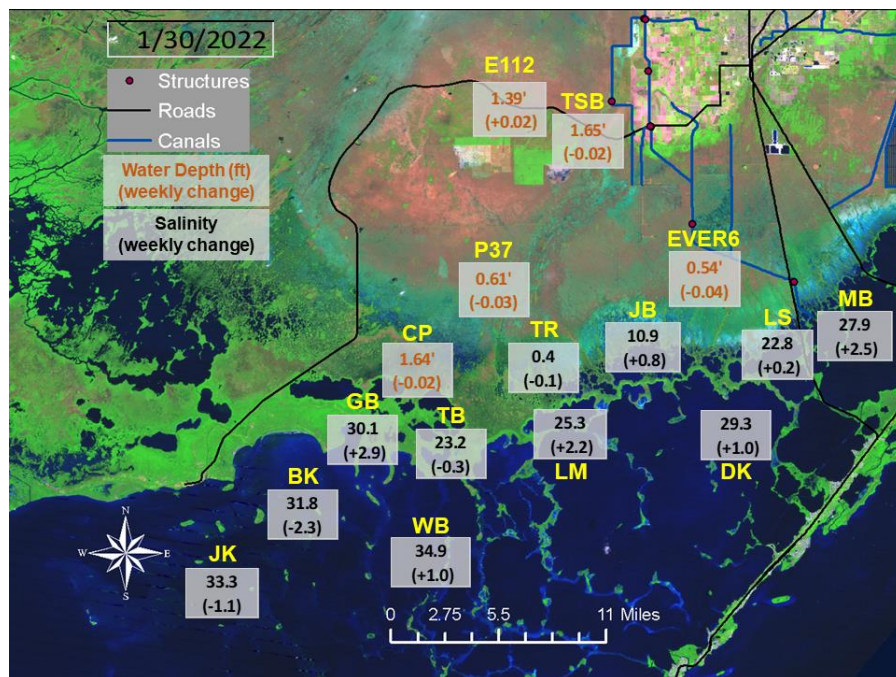 1/30/2022
Structures
Roads
Canals
Water Depth (ft)
(weekly change)
Salinity
(weekly change)
E112
1.39'
(+0.02)
TSB
1.65'
(-0.02)
P37
0.61'
(-0.03)
EVER6
0.54'
(-0.04)
CP
1.64'
(-0.02)
TR
0.4
(-0.1)
JB
10.9
(+0.8)
LS
22.8
(+0.2)
MB
27.9
(+2.5)
GB
30.1
(+2.9)
TB
23.2
(-0.3)
25.3
(+2.2)
LM
29.3
(+1.0)
DK
BK
31.8
(-2.3)
WB
34.9
(+1.0)
JK
33.3
(-1.1)
N
W E
S
0 2.75 5.5 11 Miles